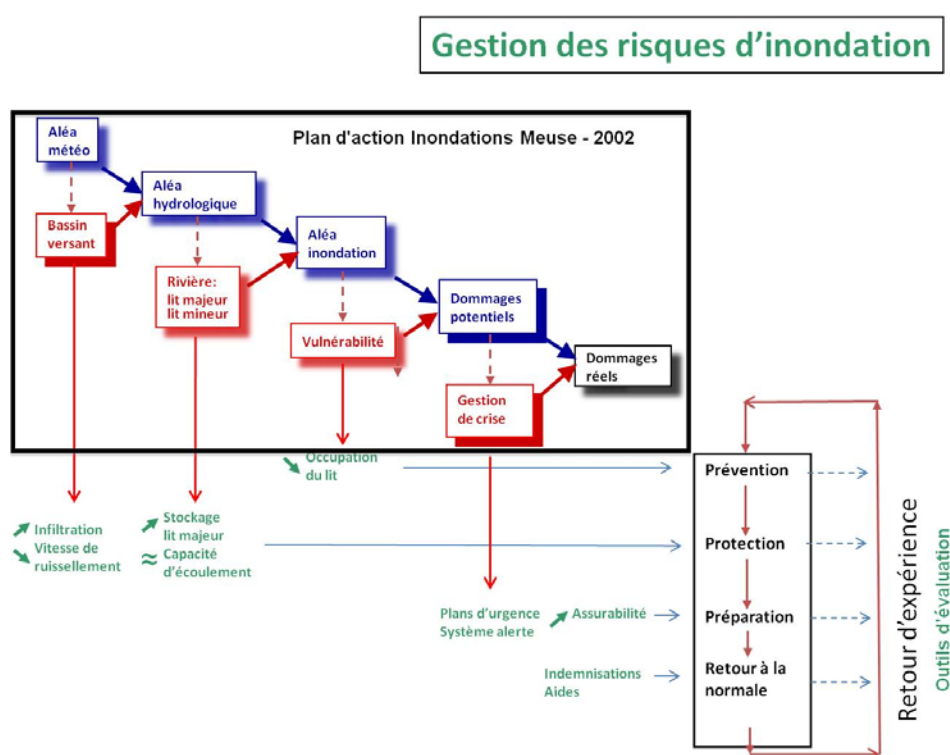 Gestion des risques d'inondation
Plan d'action Inondations Meuse - 2002
Aléa
météo
Aléa
hydrologique
Bassin
versant
Aléa
inondation
Rivière:
lit majeur
lit mineur
Dommages
potentiels
Vulnérabilité
Dommages
réels
Gestion
de crise
Occupation
du lit
Prévention
Infiltration
Vitesse de
ruissellement
Stockage
lit majeur
≈ Capacité
d'écoulement
Protection
Plans d'urgence
Système alerte
Assurabilité
Préparation
Indemnisations
Aides
Retour à la
normale
Retour d'expérience
Outils d'évaluation